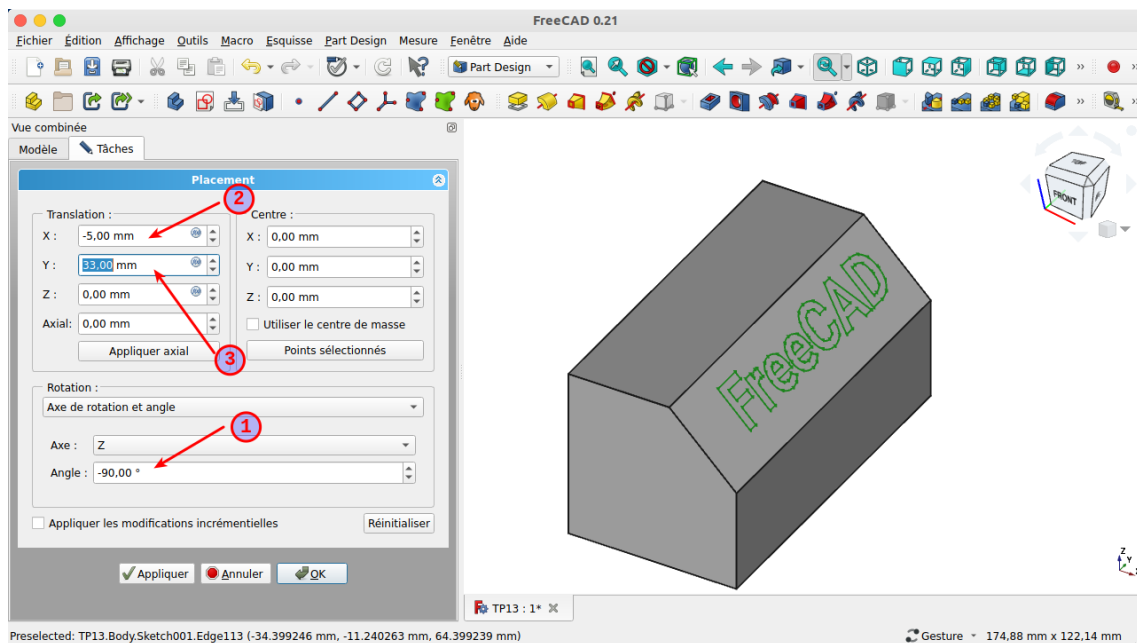 FreeCAD 0.21
Fichier Édition Affichage Outils Macro Esquisse Part Design Mesure Fenêtre Aide
Part Design
Vue combinée
Modèle Tâches
Placement
Translation :
X : -5,00 mm
Y : 33,00 mm
Z : 0,00 mm
Axial: 0,00 mm
Appliquer axial
Centre :
X : 0,00 mm
Y : 0,00 mm
Z : 0,00 mm
Utiliser le centre de masse
Points sélectionnés
2
3
Rotation :
Axe de rotation et angle
1
Axe : Z
Angle : -90,00 °
Appliquer les modifications incrémentielles Réinitialiser
Appliquer Annuler OK
TOP
FRONT
FreeCAD
Z
Y
TP13 : 1*
Preselected: TP13.Body.Sketch001.Edge113 (-34.399246 mm, -11.240263 mm, 64.399239 mm)
Gesture 174,88 mm x 122,14 mm